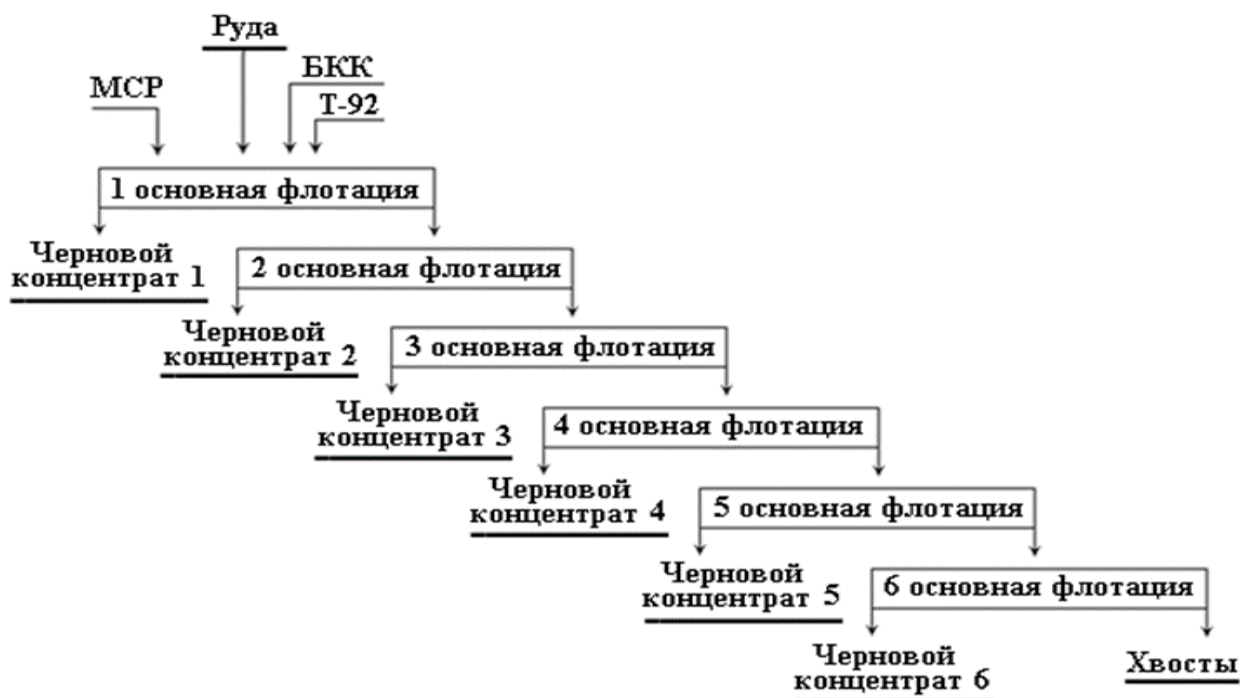 Руда
БКК
МСР
Т-92
1 основная флотация
Черновой
концентрат 1
2 основная флотация
Черновой
концентрат 2
3 основная флотация
Черновой
концентрат 3
4 основная флотация
Черновой
концентрат 4
5 основная флотация
Черновой
концентрат 5
6 основная флотация
Черновой
концентрат 6
Хвосты